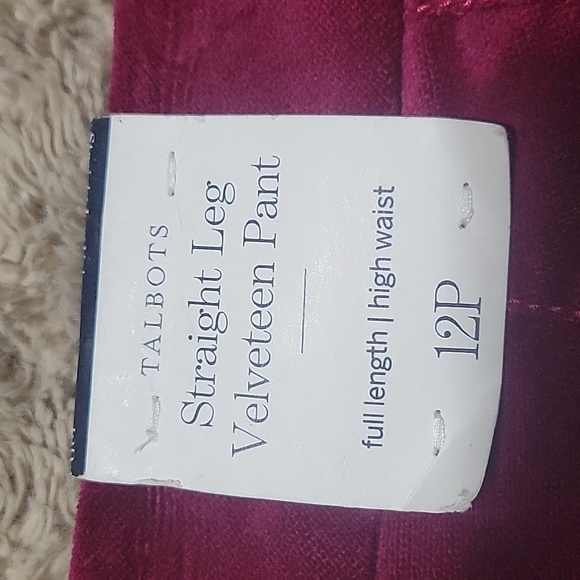 TALBOTS
Straight Leg
Velveteen Pant
full length | high waist
12P